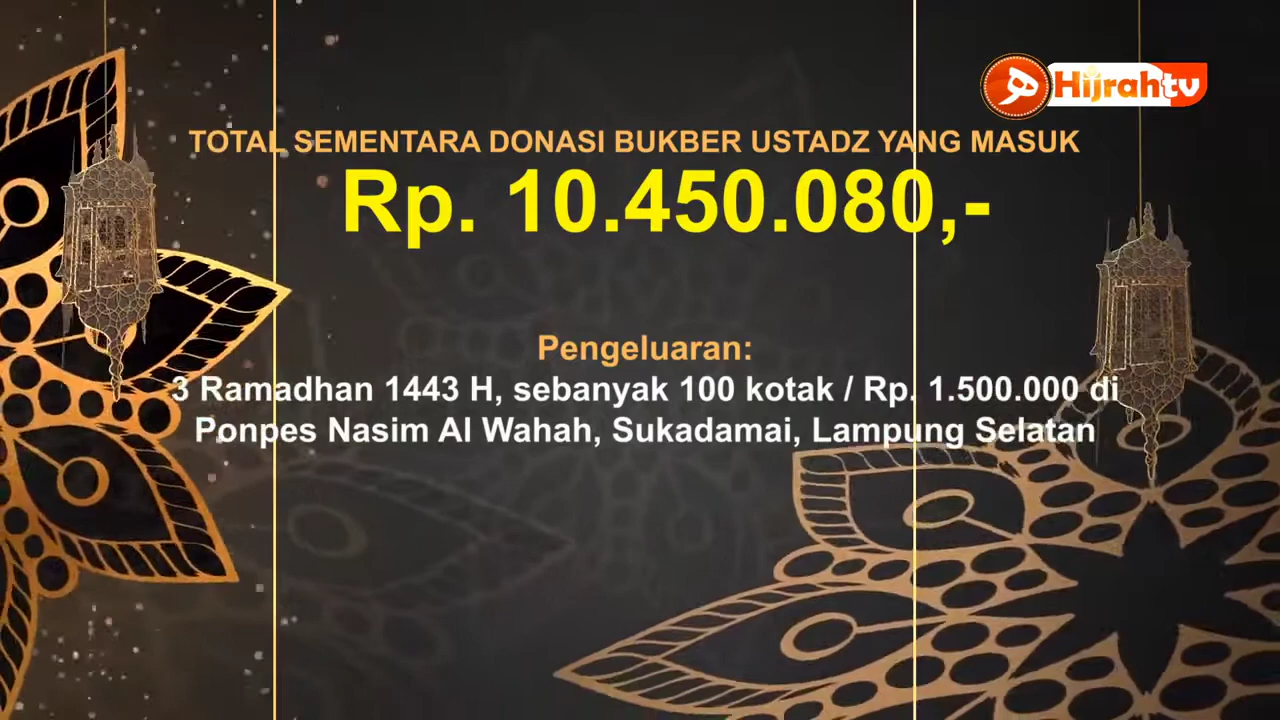 Hijrahtv
TOTAL SEMENTARA DONASI BUKBER USTADZ YANG MASUK
Rp. 10.450.080,-
Pengeluaran:
3 Ramadhan 1443 H, sebanyak 100 kotak / Rp. 1.500.000 di
Ponpes Nasim Al Wahah, Sukadamai, Lampung Selatan